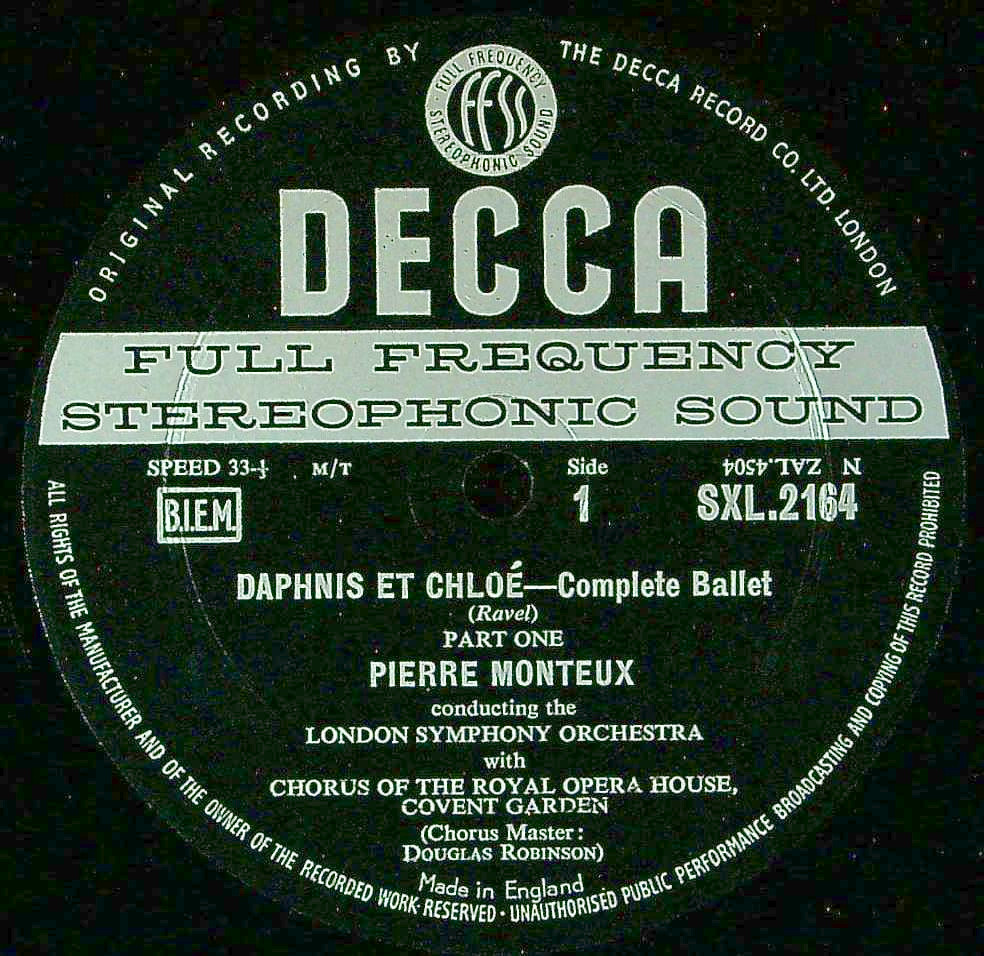 ORIGINAL RECORDING BY
THE DECCA RECORD CO. LTD. LONDON
FULL FREQUENCY
ffss
STEREOPHONIC SOUND
DECCA
FULL FREQUENCY
STEREOPHONIC SOUND
SPEED 33-⅓ M/T
Side
N ZAL.4504
B.I.E.M.
1
SXL.2164
DAPHNIS ET CHLOÉ—Complete Ballet
(Ravel)
PART ONE
PIERRE MONTEUX
conducting the
LONDON SYMPHONY ORCHESTRA
with
CHORUS OF THE ROYAL OPERA HOUSE,
COVENT GARDEN
(Chorus Master:
DOUGLAS ROBINSON)
Made in England
ALL RIGHTS OF THE MANUFACTURER AND OF THE OWNER OF THE RECORDED WORK RESERVED · UNAUTHORISED PUBLIC PERFORMANCE BROADCASTING AND COPYING OF THIS RECORD PROHIBITED